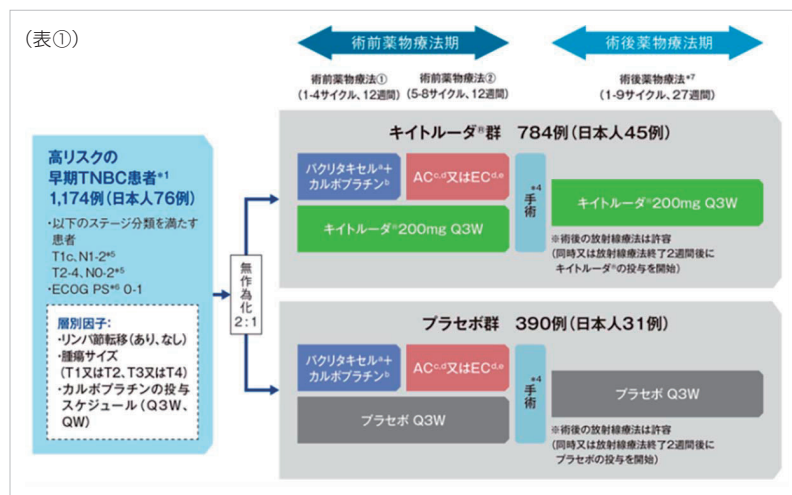 (表①)
術前薬物療法期
術後薬物療法期
術前薬物療法①
(1-4サイクル、12週間)
術前薬物療法②
(5-8サイクル、12週間)
術後薬物療法*7
(1-9サイクル、27週間)
高リスクの
早期TNBC患者*1
1,174例(日本人76例)
・以下のステージ分類を満たす
患者
T1c、N1-2*5
T2-4、N0-2*5
・ECOG PS*6 0-1
層別因子:
・リンパ節転移(あり、なし)
・腫瘍サイズ
(T1又はT2、T3又はT4)
・カルボプラチンの投与
スケジュール(Q3W、
QW)
無作為化
2:1
キイトルーダ®群 784例(日本人45例)
パクリタキセルa+
カルボプラチンb
ACc,d又はECd,e
キイトルーダ®200mg Q3W
*4
手術
キイトルーダ®200mg Q3W
※術後の放射線療法は許容
(同時又は放射線療法終了2週間後に
キイトルーダ®の投与を開始)
プラセボ群 390例(日本人31例)
パクリタキセルa+
カルボプラチンb
ACc,d又はECd,e
プラセボ Q3W
*4
手術
プラセボ Q3W
※術後の放射線療法は許容
(同時又は放射線療法終了2週間後に
プラセボの投与を開始)